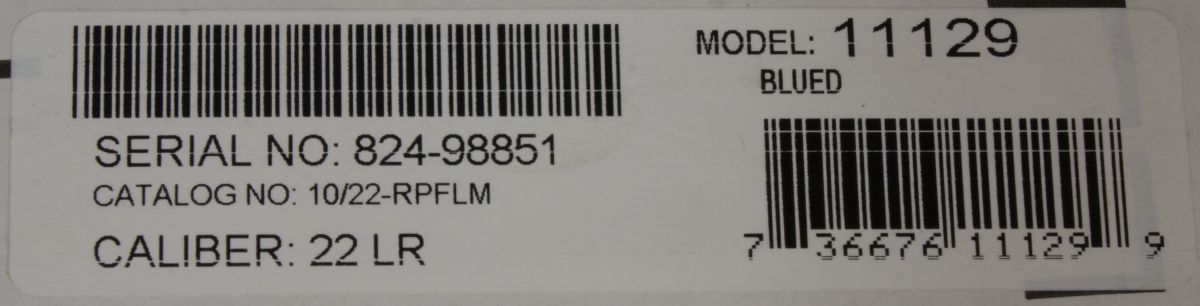 MODEL: 11129
BLUED
SERIAL NO: 824-98851
CATALOG NO: 10/22-RPFLM
CALIBER: 22 LR
7 36676 11129 9